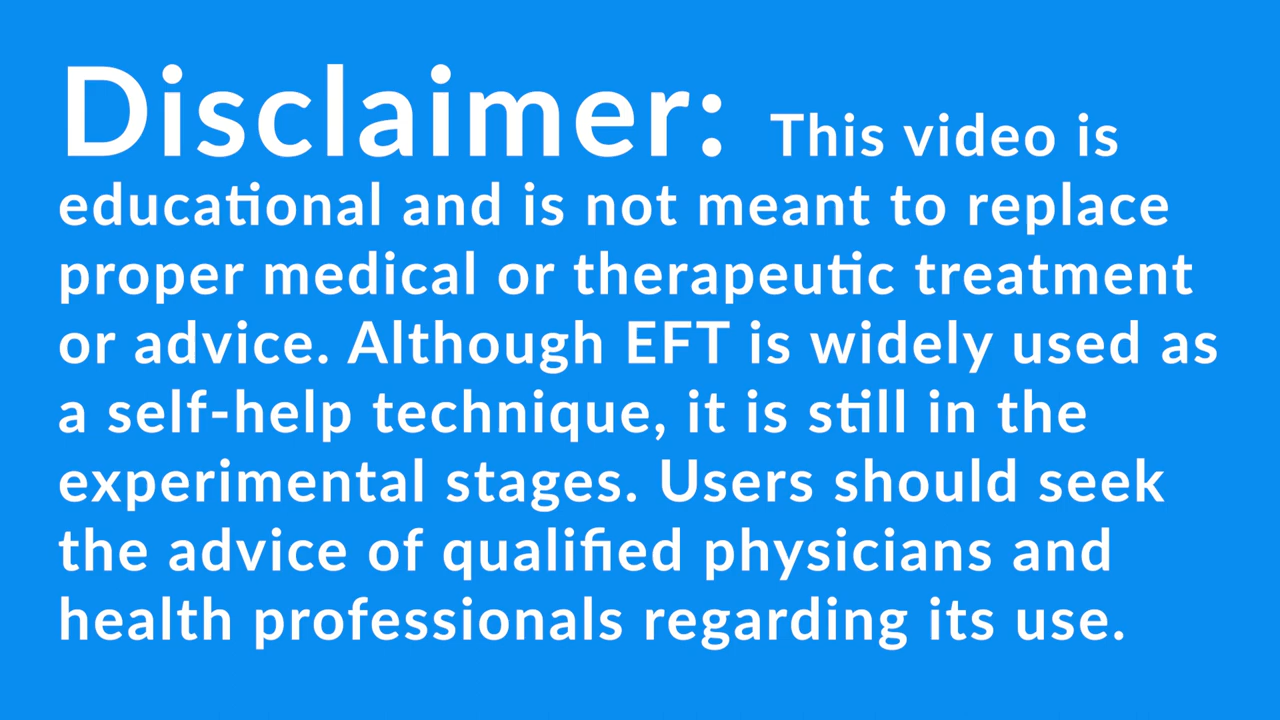 Disclaimer: This video is
educational and is not meant to replace
proper medical or therapeutic treatment
or advice. Although EFT is widely used as
a self-help technique, it is still in the
experimental stages. Users should seek
the advice of qualified physicians and
health professionals regarding its use.